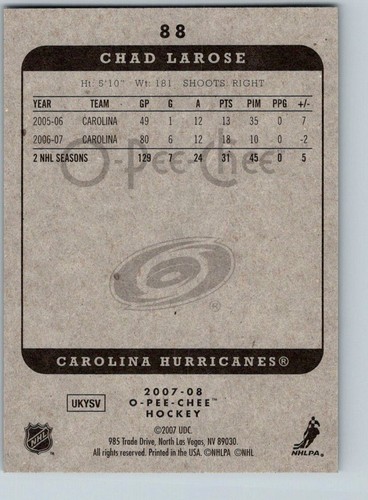 88
CHAD LAROSE
Ht: 5'10" Wt: 181 SHOOTS: RIGHT
YEAR TEAM GP G A PTS PIM PPG +/-
2005-06 CAROLINA 49 1 12 13 35 0 7
2006-07 CAROLINA 80 6 12 18 10 0 -2
2 NHL SEASONS 129 7 24 31 45 0 5
O-PEE-CHEE
CAROLINA HURRICANES®
2007-08
UKYSV O-PEE-CHEE™
HOCKEY
©2007 UDC.
NHL 985 Trade Drive, North Las Vegas, NV 89030.
All rights reserved. Printed in the USA. ©NHLPA ©NHL
NHLPA®